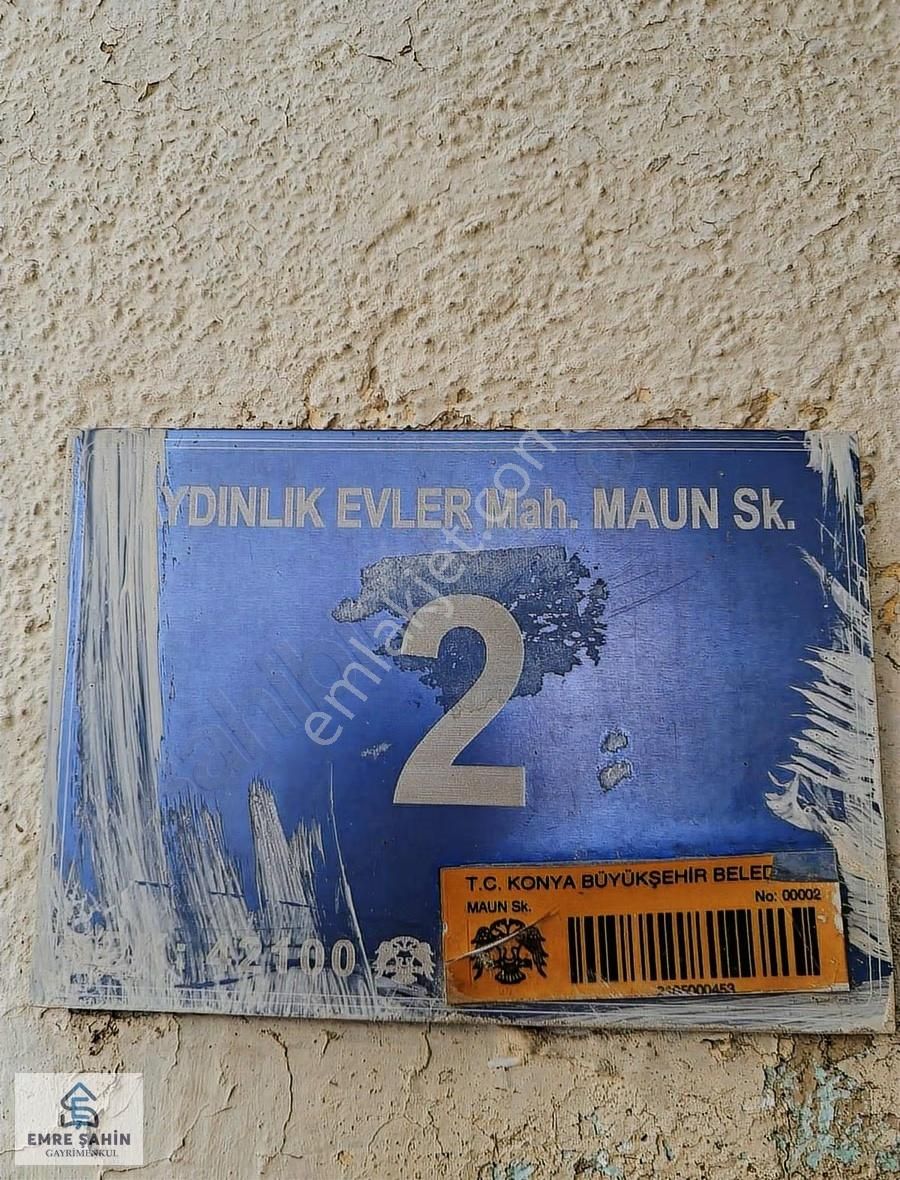 YDINLIK EVLER Mah. MAUN Sk.
2
42100
T.C. KONYA BÜYÜKŞEHİR BELED
MAUN Sk.
No: 00002
emlakjet.com
EMRE ŞAHİN
GAYRİMENKUL